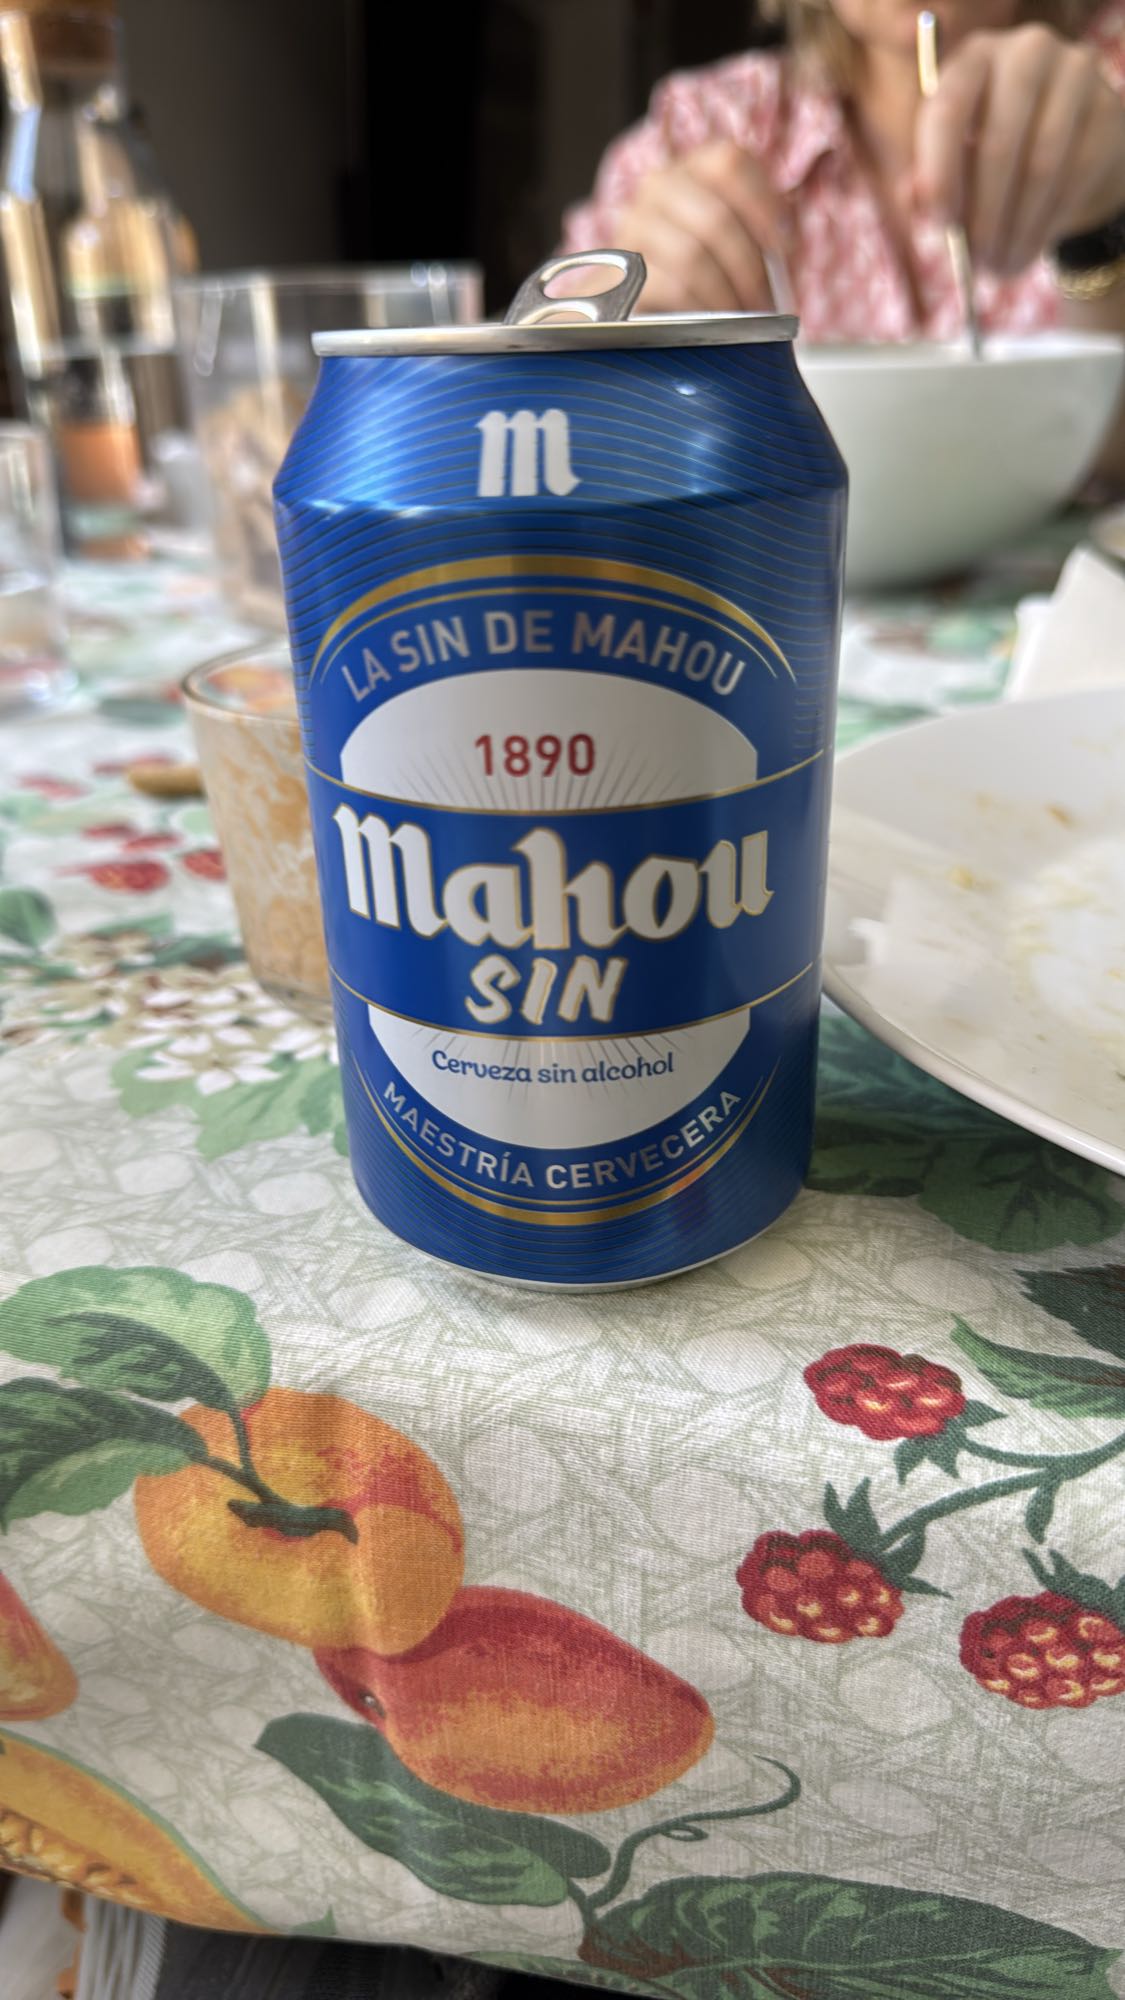 m
LA SIN DE MAHOU
1890
Mahou
SIN
Cerveza sin alcohol
MAESTRÍA CERVECERA